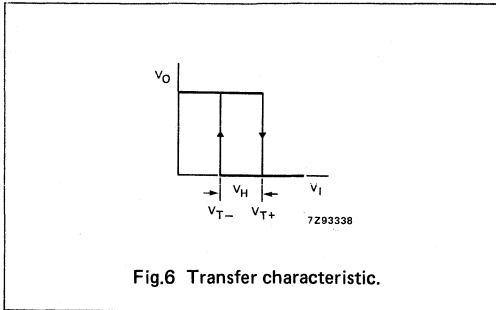 VO
VH
VI
VT−
VT+
7Z93338
Fig.6 Transfer characteristic.